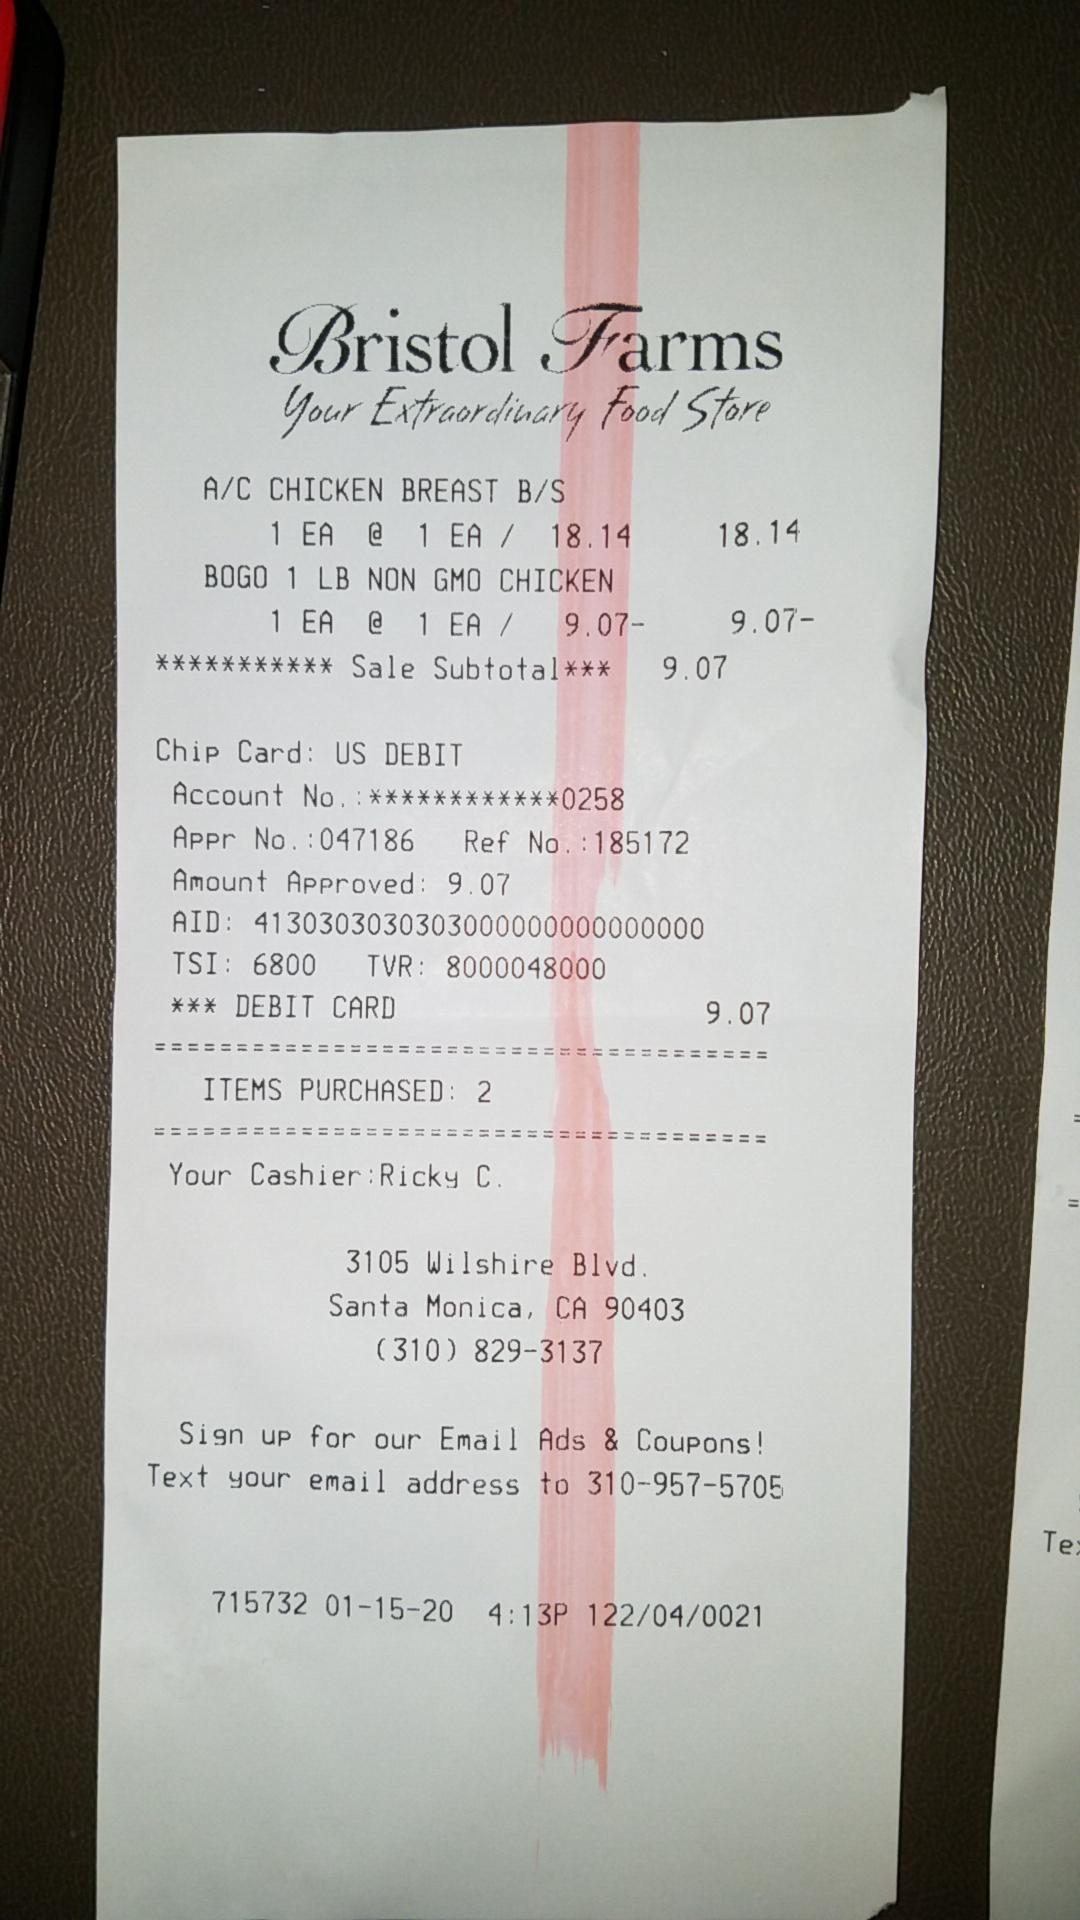 Bristol Farms
Your Extraordinary Food Store
A/C CHICKEN BREAST B/S
1 EA @ 1 EA / 18.14 18.14
BOGO 1 LB NON GMO CHICKEN
1 EA @ 1 EA / 9.07- 9.07-
*********** Sale Subtotal*** 9.07
Chip Card: US DEBIT
Account No.:************0258
Appr No.:047186 Ref No.:185172
Amount Approved: 9.07
AID: 4130303030303000000000000000
TSI: 6800 TVR: 8000048000
*** DEBIT CARD 9.07
======================================
ITEMS PURCHASED: 2
======================================
Your Cashier:Ricky C.
3105 Wilshire Blvd.
Santa Monica, CA 90403
(310) 829-3137
Sign up for our Email Ads & Coupons!
Text your email address to 310-957-5705
715732 01-15-20 4:13P 122/04/0021